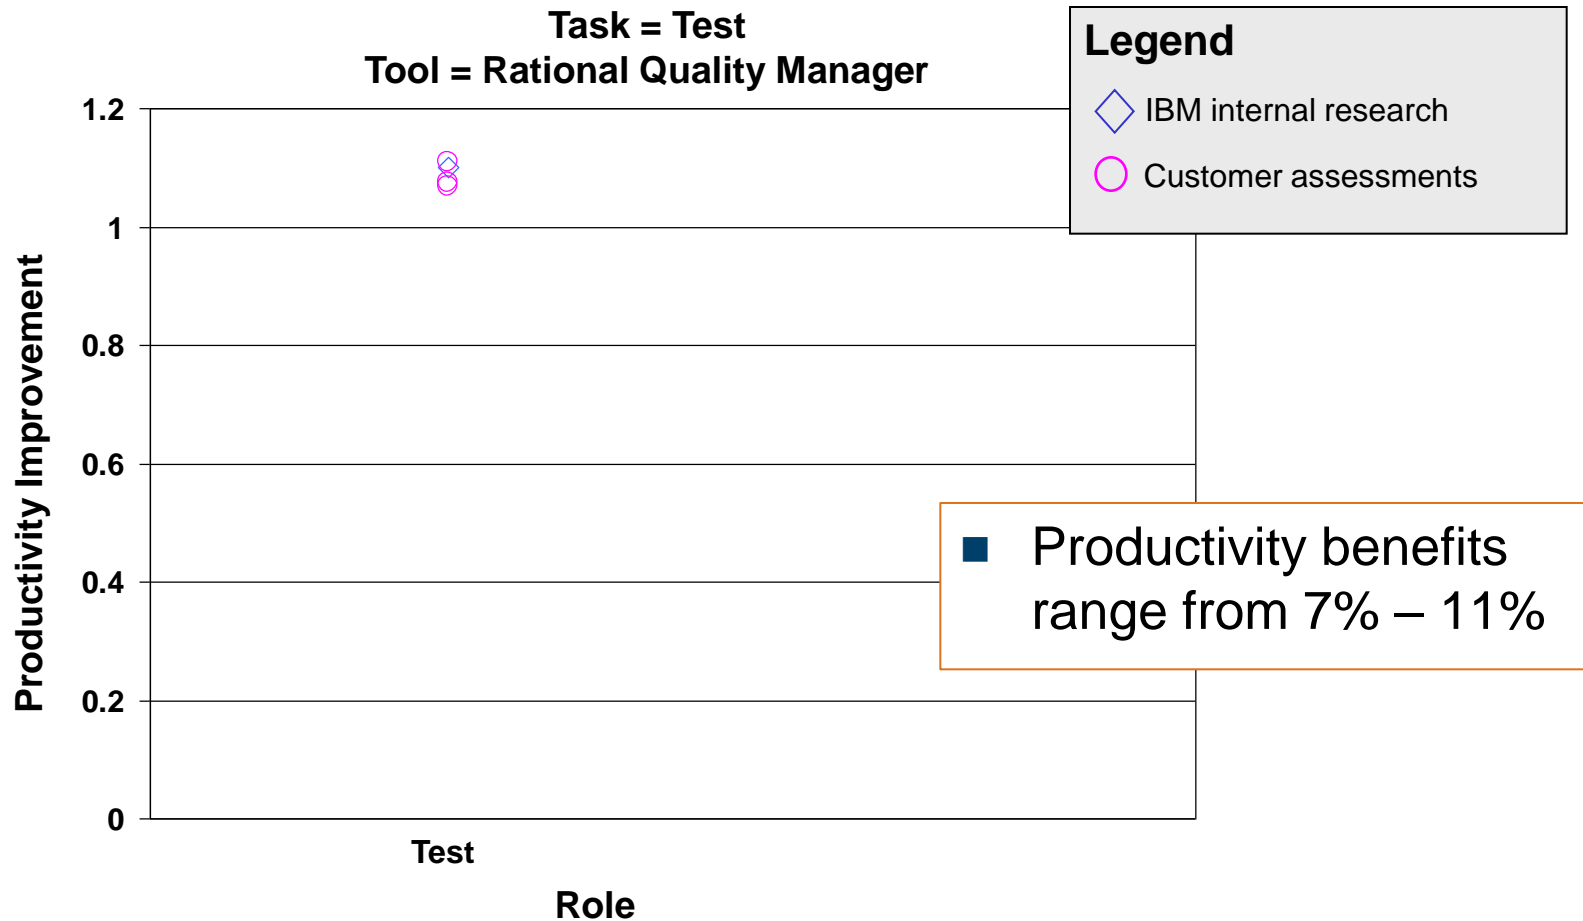 Task = Test
Tool = Rational Quality Manager
Legend
IBM internal research
Customer assessments
1.2
1
0.8
0.6
0.4
0.2
0
Productivity Improvement
■ Productivity benefits
range from 7% – 11%
Test
Role